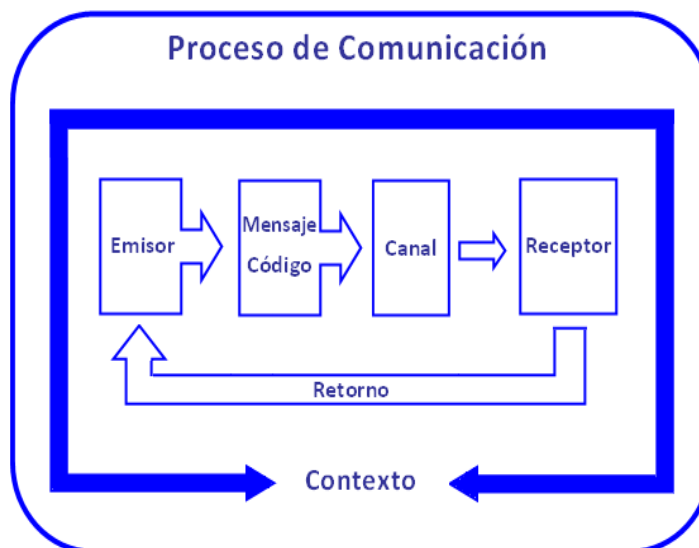 Proceso de Comunicación
Emisor
Mensaje
Código
Canal
Receptor
Retorno
Contexto